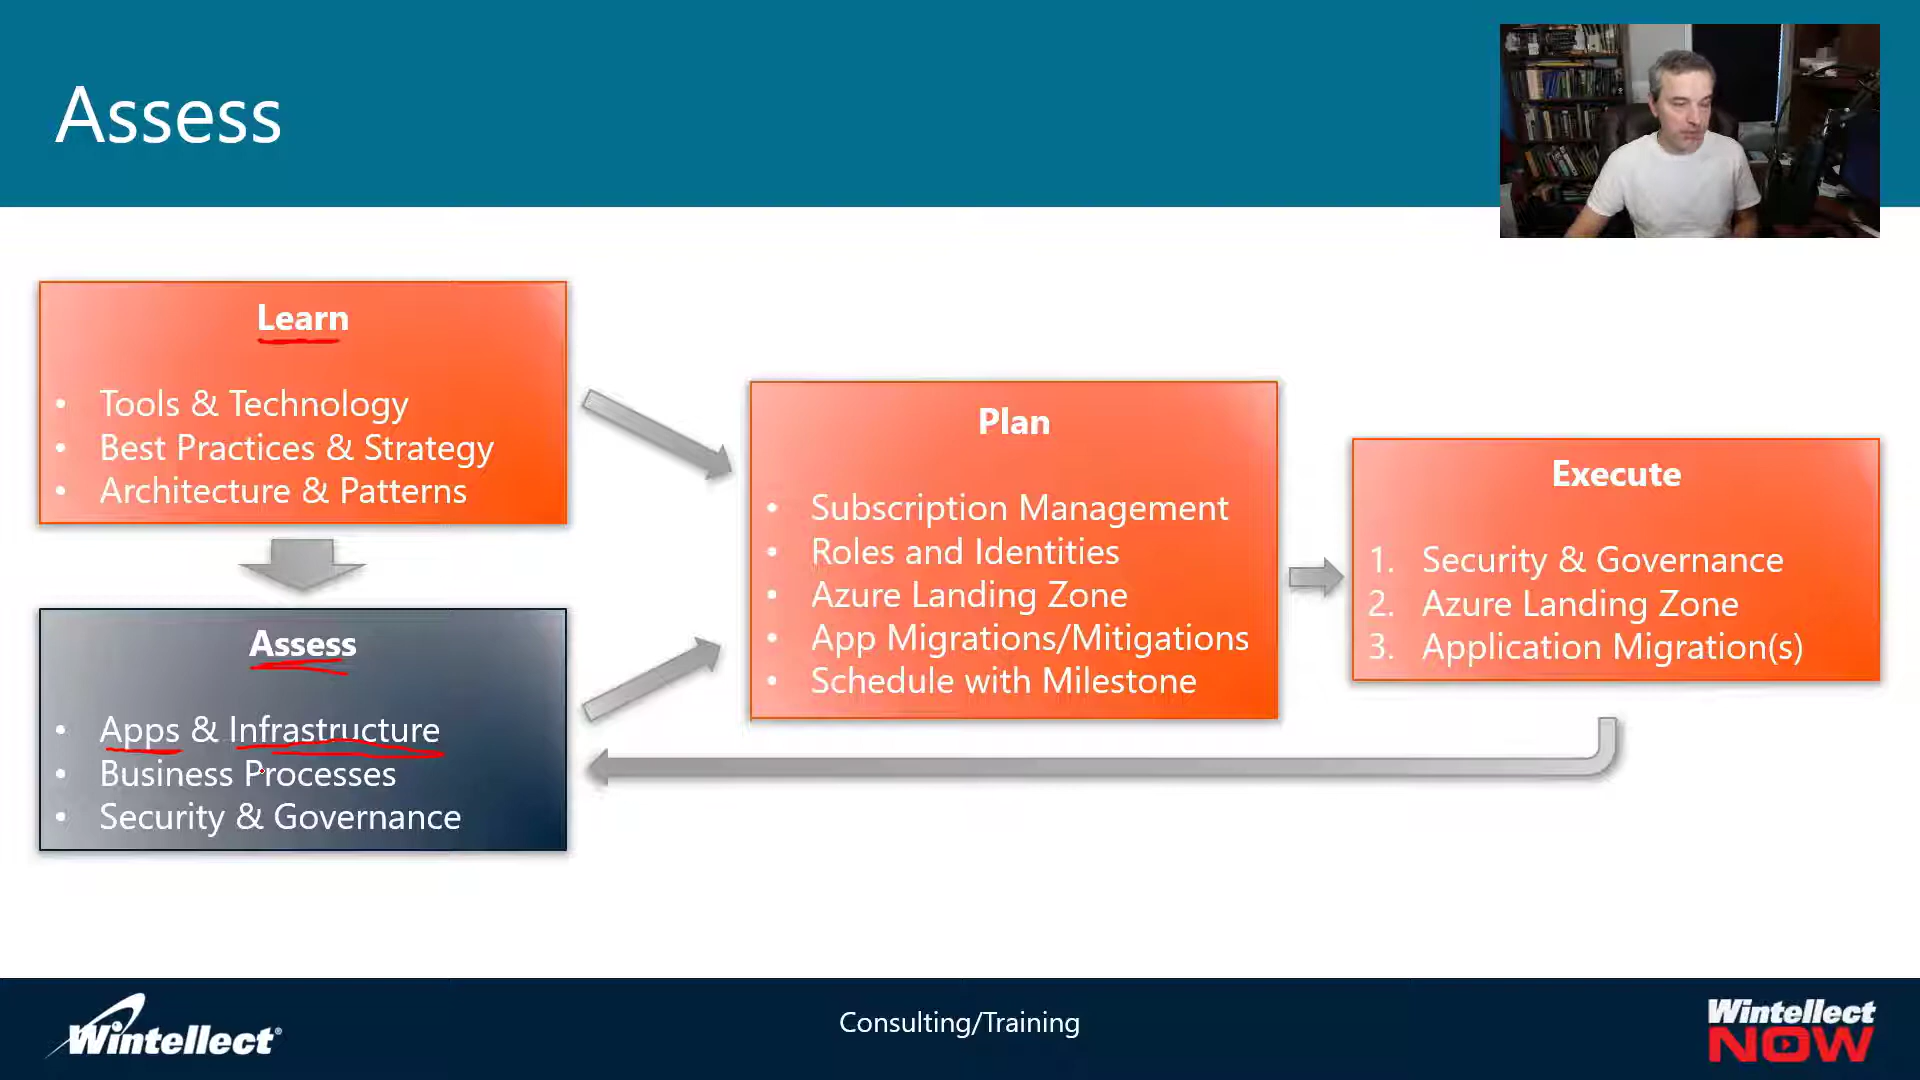 Assess
Learn
• Tools & Technology
• Best Practices & Strategy
• Architecture & Patterns
Assess
• Apps & Infrastructure
• Business Processes
• Security & Governance
Plan
• Subscription Management
• Roles and Identities
• Azure Landing Zone
• App Migrations/Mitigations
• Schedule with Milestone
Execute
1. Security & Governance
2. Azure Landing Zone
3. Application Migration(s)
Wintellect®
Consulting/Training
Wintellect
NOW